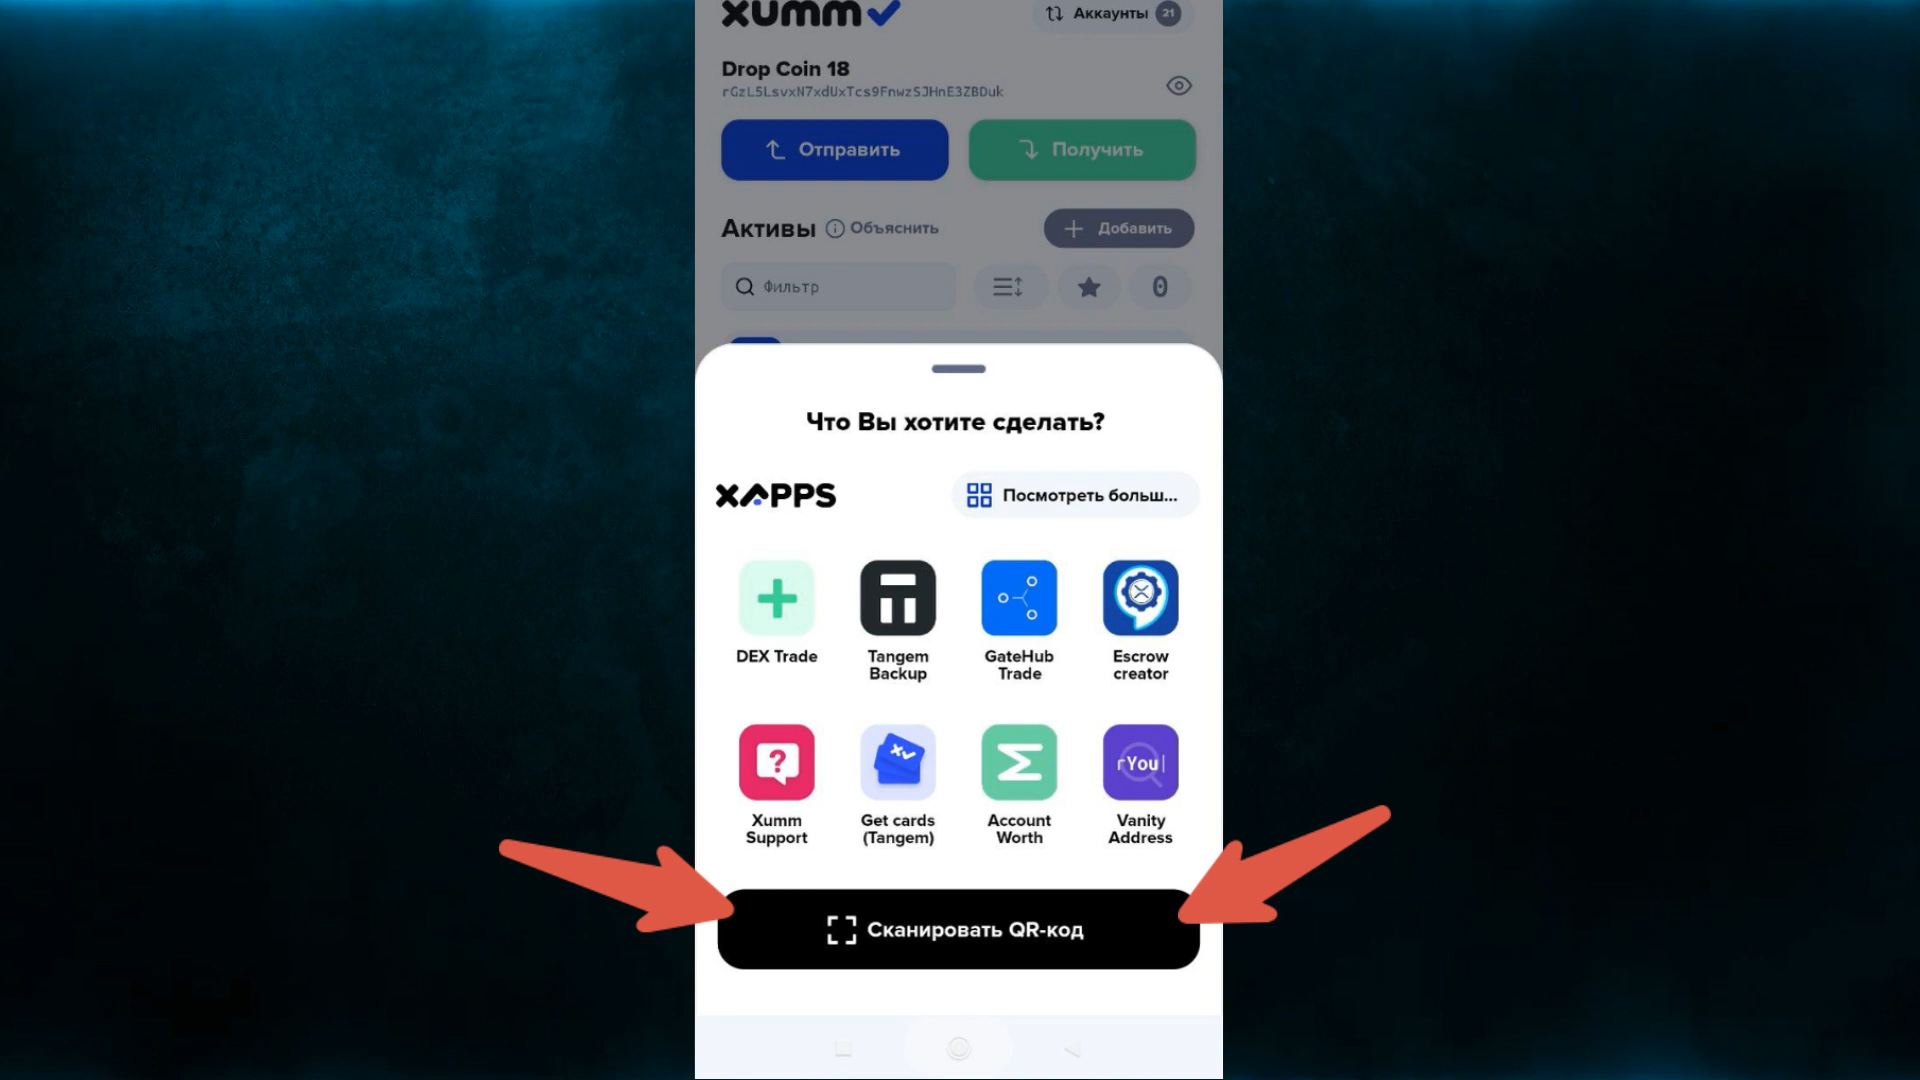 xumm
Аккаунты 21
Drop Coin 18
rGzL5LsvxN7xdUxTcs9FnwzSJHnE3ZBDuk
Отправить
Получить
Активы Объяснить
Добавить
Фильтр
0
Что Вы хотите сделать?
XAPPS
Посмотреть больш...
DEX Trade
Tangem
Backup
GateHub
Trade
Escrow
creator
?
rYou
Xumm
Support
Get cards
(Tangem)
Account
Worth
Vanity
Address
Сканировать QR-код